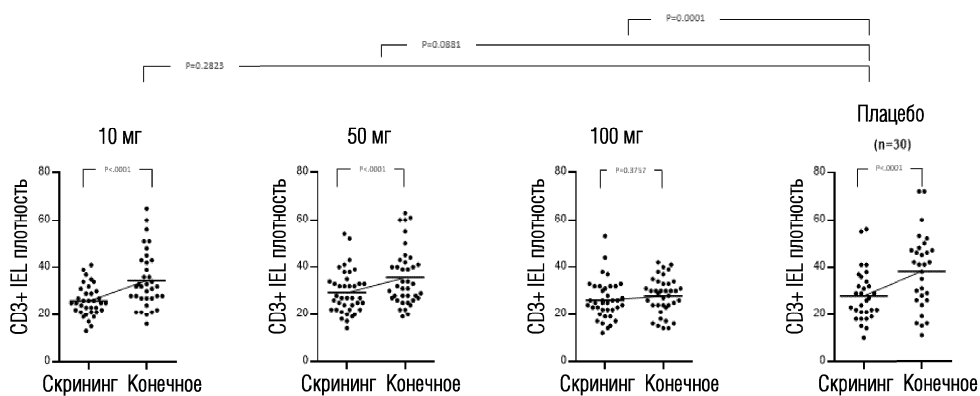 P=0.0001
P=0.0881
P=0.2823
Плацебо
(n=30)
10 мг
50 мг
100 мг
P<.0001
P<.0001
P=0.3757
P<.0001
80
60
40
20
0
CD3+ IEL плотность
Скрининг Конечное
80
60
40
20
0
CD3+ IEL плотность
Скрининг Конечное
80
60
40
20
0
CD3+ IEL плотность
Скрининг Конечное
80
60
40
20
0
CD3+ IEL плотность
Скрининг Конечное